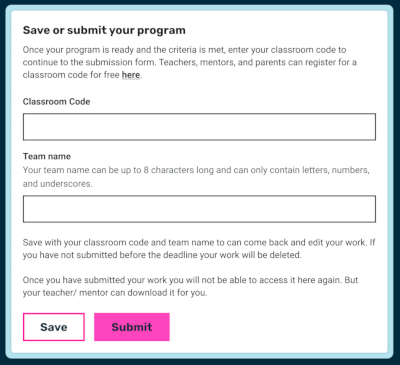 Save or submit your program
Once your program is ready and the criteria is met, enter your classroom code to
continue to the submission form. Teachers, mentors, and parents can register for a
classroom code for free here.
Classroom Code
Team name
Your team name can be up to 8 characters long and can only contain letters, numbers,
and underscores.
Save with your classroom code and team name to can come back and edit your work. If
you have not submitted before the deadline your work will be deleted.
Once you have submitted your work you will not be able to access it here again. But
your teacher/ mentor can download it for you.
Save
Submit